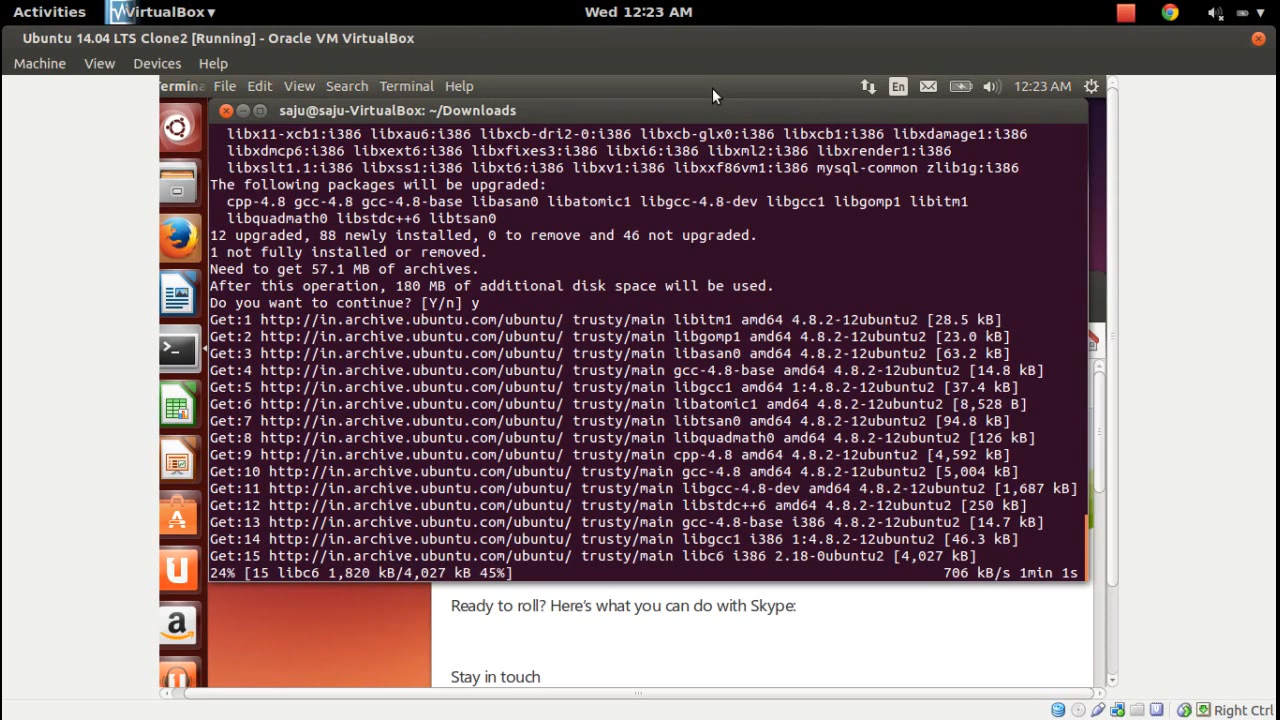 Activities VirtualBox ▾ Wed 12:23 AM
Ubuntu 14.04 LTS Clone2 [Running] - Oracle VM VirtualBox
Machine View Devices Help
Termina File Edit View Search Terminal Help En 12:23 AM
saju@saju-VirtualBox: ~/Downloads
libx11-xcb1:i386 libxau6:i386 libxcb-dri2-0:i386 libxcb-glx0:i386 libxcb1:i386 libxdamage1:i386
libxdmcp6:i386 libxext6:i386 libxfixes3:i386 libxi6:i386 libxml2:i386 libxrender1:i386
libxslt1.1:i386 libxss1:i386 libxt6:i386 libxv1:i386 libxxf86vm1:i386 mysql-common zlib1g:i386
The following packages will be upgraded:
cpp-4.8 gcc-4.8 gcc-4.8-base libasan0 libatomic1 libgcc-4.8-dev libgcc1 libgomp1 libitm1
libquadmath0 libstdc++6 libtsan0
12 upgraded, 88 newly installed, 0 to remove and 46 not upgraded.
1 not fully installed or removed.
Need to get 57.1 MB of archives.
After this operation, 180 MB of additional disk space will be used.
Do you want to continue? [Y/n] y
Get:1 http://in.archive.ubuntu.com/ubuntu/ trusty/main libitm1 amd64 4.8.2-12ubuntu2 [28.5 kB]
Get:2 http://in.archive.ubuntu.com/ubuntu/ trusty/main libgomp1 amd64 4.8.2-12ubuntu2 [23.0 kB]
Get:3 http://in.archive.ubuntu.com/ubuntu/ trusty/main libasan0 amd64 4.8.2-12ubuntu2 [63.2 kB]
Get:4 http://in.archive.ubuntu.com/ubuntu/ trusty/main gcc-4.8-base amd64 4.8.2-12ubuntu2 [14.8 kB]
Get:5 http://in.archive.ubuntu.com/ubuntu/ trusty/main libgcc1 amd64 1:4.8.2-12ubuntu2 [37.4 kB]
Get:6 http://in.archive.ubuntu.com/ubuntu/ trusty/main libatomic1 amd64 4.8.2-12ubuntu2 [8,528 B]
Get:7 http://in.archive.ubuntu.com/ubuntu/ trusty/main libtsan0 amd64 4.8.2-12ubuntu2 [94.8 kB]
Get:8 http://in.archive.ubuntu.com/ubuntu/ trusty/main libquadmath0 amd64 4.8.2-12ubuntu2 [126 kB]
Get:9 http://in.archive.ubuntu.com/ubuntu/ trusty/main cpp-4.8 amd64 4.8.2-12ubuntu2 [4,592 kB]
Get:10 http://in.archive.ubuntu.com/ubuntu/ trusty/main gcc-4.8 amd64 4.8.2-12ubuntu2 [5,004 kB]
Get:11 http://in.archive.ubuntu.com/ubuntu/ trusty/main libgcc-4.8-dev amd64 4.8.2-12ubuntu2 [1,687 kB]
Get:12 http://in.archive.ubuntu.com/ubuntu/ trusty/main libstdc++6 amd64 4.8.2-12ubuntu2 [250 kB]
Get:13 http://in.archive.ubuntu.com/ubuntu/ trusty/main gcc-4.8-base i386 4.8.2-12ubuntu2 [14.7 kB]
Get:14 http://in.archive.ubuntu.com/ubuntu/ trusty/main libgcc1 i386 1:4.8.2-12ubuntu2 [46.3 kB]
Get:15 http://in.archive.ubuntu.com/ubuntu/ trusty/main libc6 i386 2.18-0ubuntu2 [4,027 kB]
24% [15 libc6 1,820 kB/4,027 kB 45%] 706 kB/s 1min 1s
Ready to roll? Here's what you can do with Skype:
Stay in touch
Right Ctrl